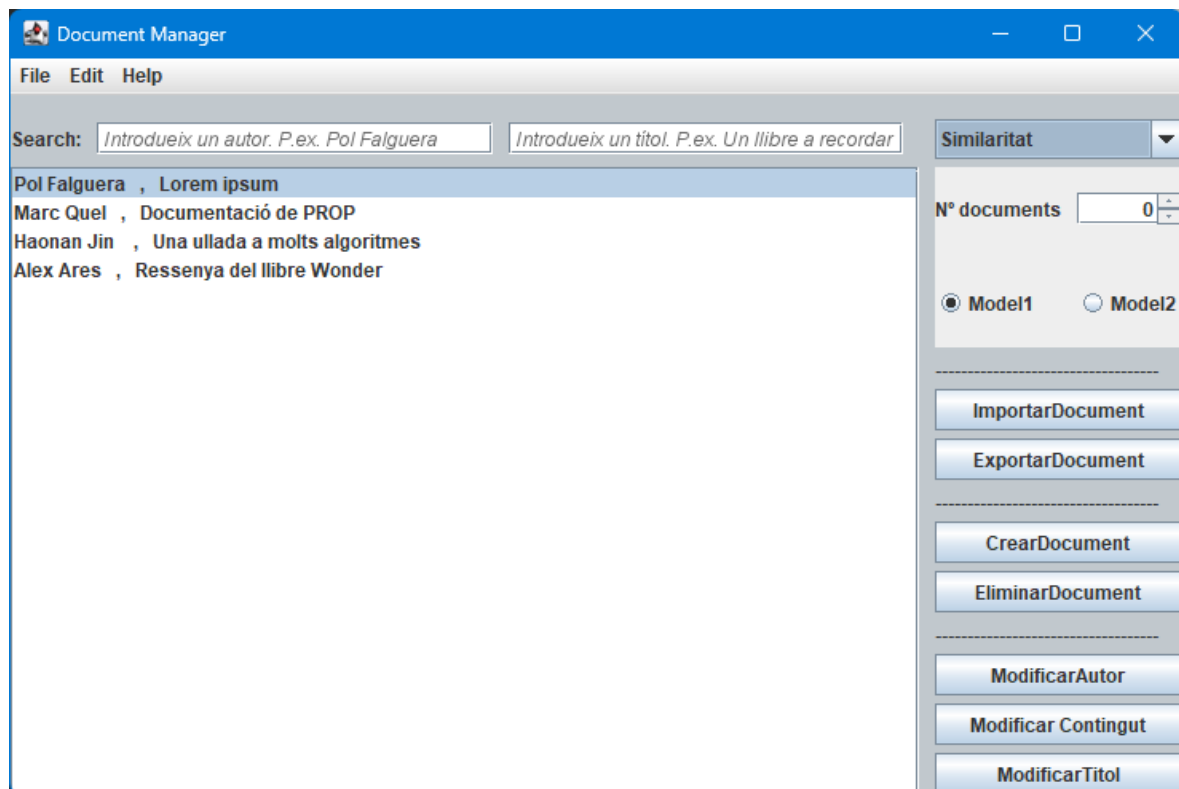 Document Manager
File Edit Help
Search: Introdueix un autor. P.ex. Pol Falguera Introdueix un títol. P.ex. Un llibre a recordar
Similaritat
Pol Falguera , Lorem ipsum
Marc Quel , Documentació de PROP
Haonan Jin , Una ullada a molts algoritmes
Alex Ares , Ressenya del llibre Wonder
Nº documents 0
Model1 Model2
-----------------------------------
ImportarDocument
ExportarDocument
-----------------------------------
CrearDocument
EliminarDocument
-----------------------------------
ModificarAutor
Modificar Contingut
ModificarTitol